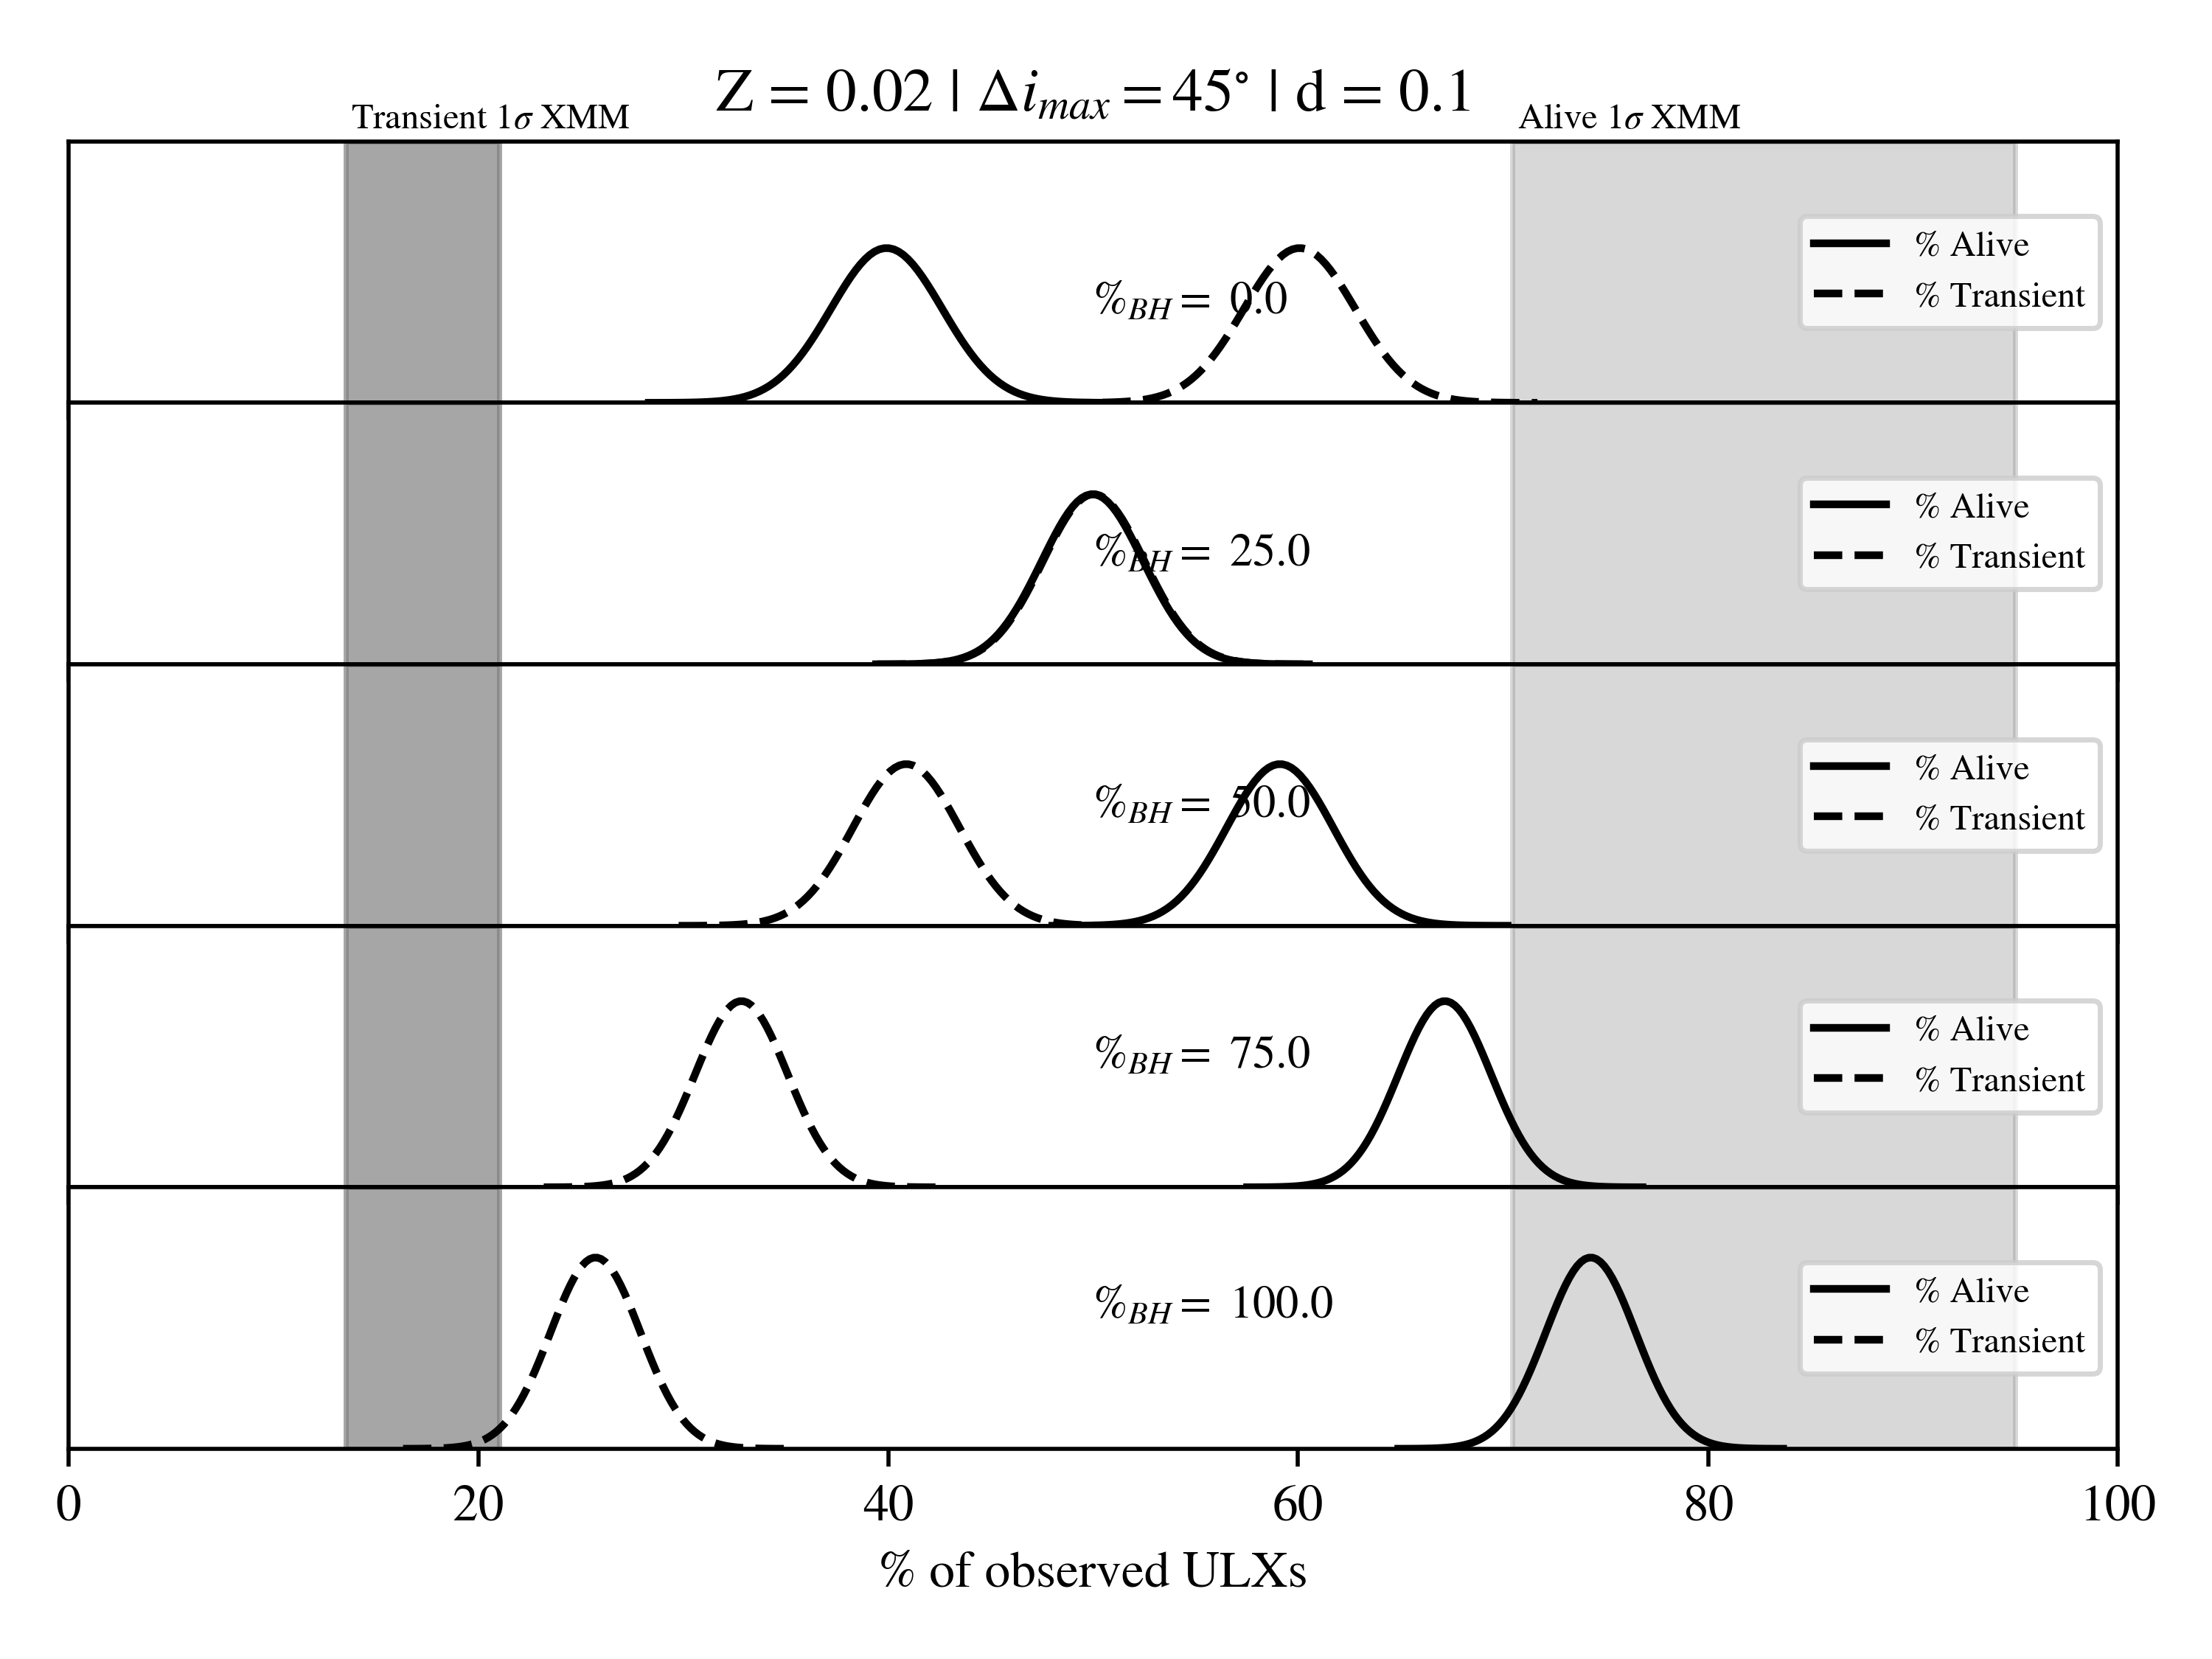 Z = 0.02 | Δi_max = 45° | d = 0.1
Transient 1σ XMM
Alive 1σ XMM
%_BH = 0.0
% Alive
% Transient
%_BH = 25.0
% Alive
% Transient
%_BH = 50.0
% Alive
% Transient
%_BH = 75.0
% Alive
% Transient
%_BH = 100.0
% Alive
% Transient
0 20 40 60 80 100
% of observed ULXs